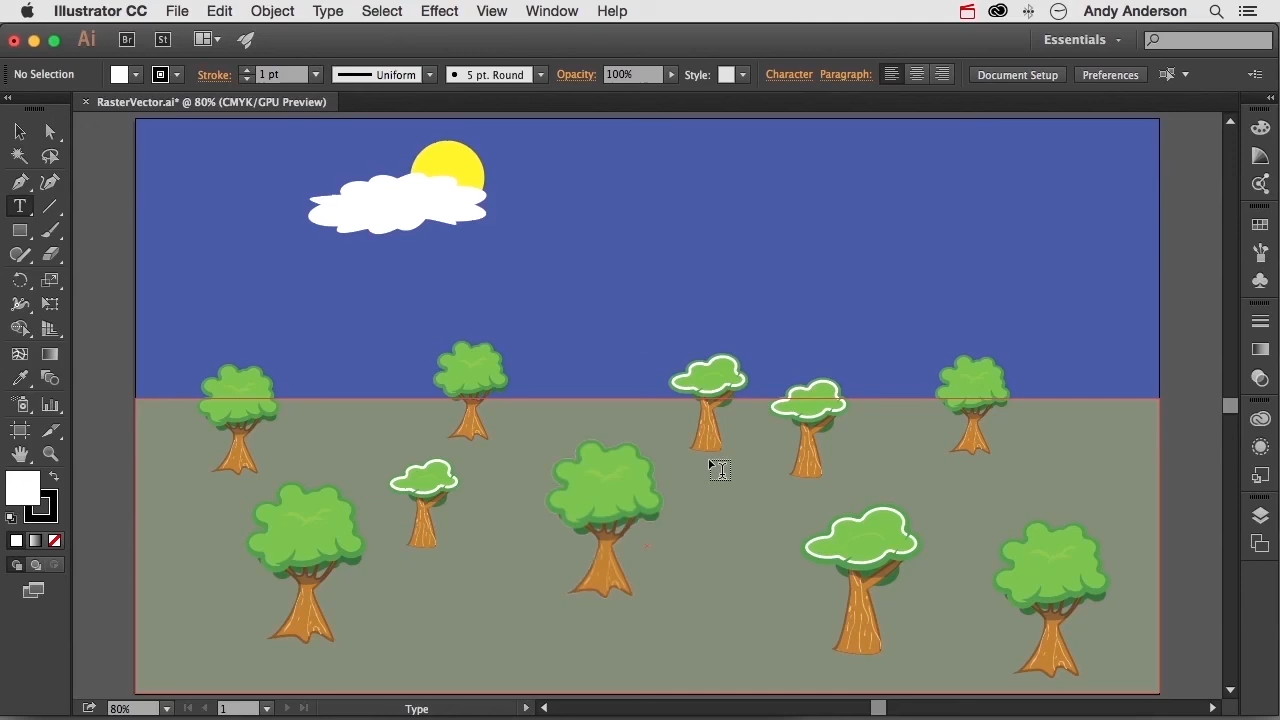 Illustrator CC File Edit Object Type Select Effect View Window Help Andy Anderson
Ai Br St Essentials
No Selection Stroke: 1 pt Uniform 5 pt. Round Opacity: 100% Style: Character Paragraph: Document Setup Preferences
× RasterVector.ai* @ 80% (CMYK/GPU Preview)
T
80% 1 Type